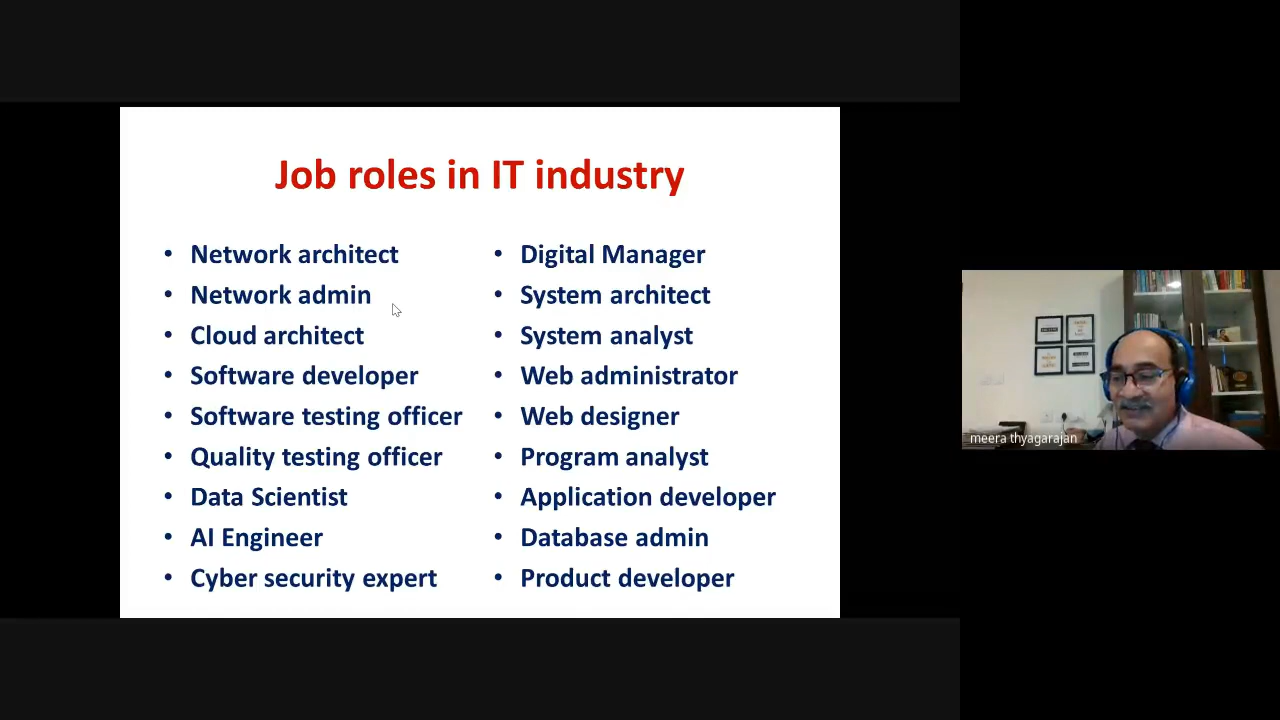 Job roles in IT industry
• Network architect
• Network admin
• Cloud architect
• Software developer
• Software testing officer
• Quality testing officer
• Data Scientist
• AI Engineer
• Cyber security expert
• Digital Manager
• System architect
• System analyst
• Web administrator
• Web designer
• Program analyst
• Application developer
• Database admin
• Product developer
meera thyagarajan